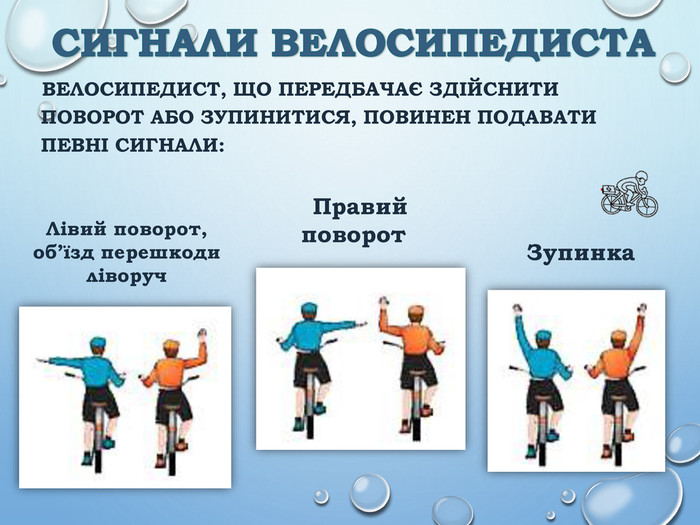 СИГНАЛИ ВЕЛОСИПЕДИСТА
ВЕЛОСИПЕДИСТ, ЩО ПЕРЕДБАЧАЄ ЗДІЙСНИТИ
ПОВОРОТ АБО ЗУПИНИТИСЯ, ПОВИНЕН ПОДАВАТИ
ПЕВНІ СИГНАЛИ:
Лівий поворот,
об’їзд перешкоди
ліворуч
Правий
поворот
Зупинка